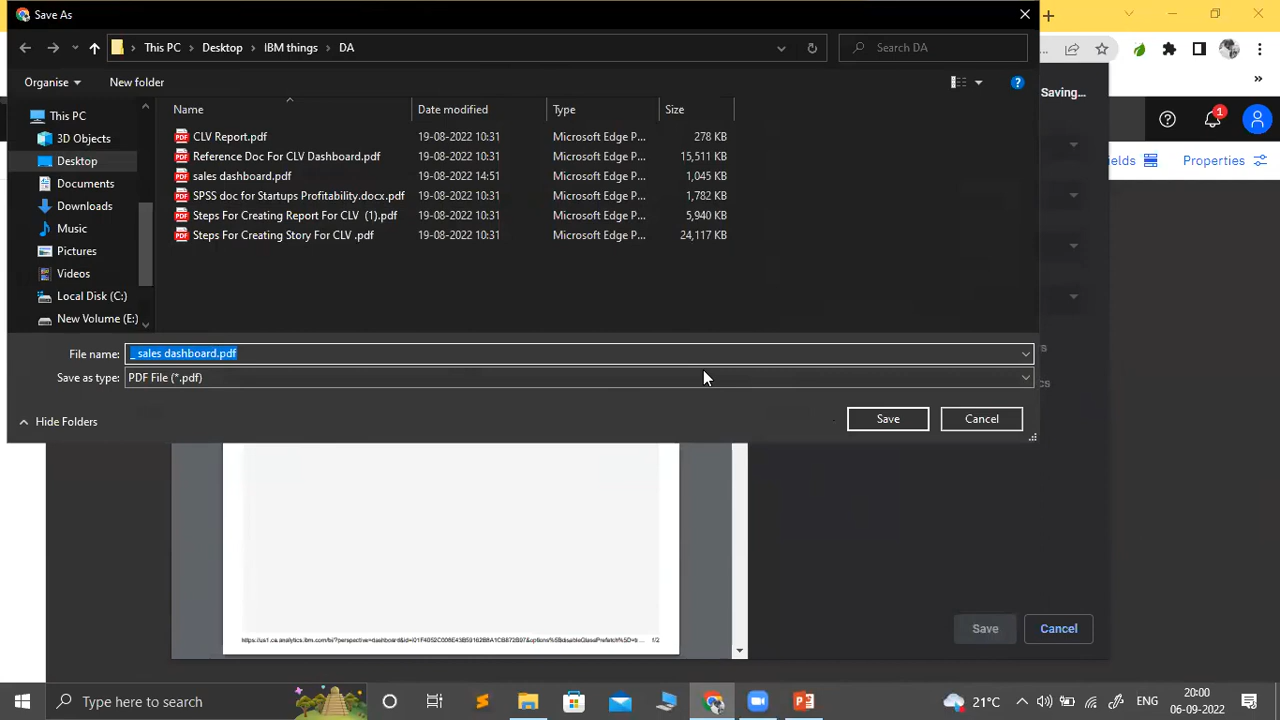 Save As
This PC > Desktop > IBM things > DA
Search DA
Saving...
Organise
New folder
Name Date modified Type Size
This PC
3D Objects
Desktop
Documents
Downloads
Music
Pictures
Videos
Local Disk (C:)
New Volume (E:)
CLV Report.pdf 19-08-2022 10:31 Microsoft Edge P... 278 KB
Reference Doc For CLV Dashboard.pdf 19-08-2022 10:31 Microsoft Edge P... 15,511 KB
sales dashboard.pdf 19-08-2022 14:51 Microsoft Edge P... 1,045 KB
SPSS doc for Startups Profitability.docx.pdf 19-08-2022 10:31 Microsoft Edge P... 1,782 KB
Steps For Creating Report For CLV (1).pdf 19-08-2022 10:31 Microsoft Edge P... 5,940 KB
Steps For Creating Story For CLV .pdf 19-08-2022 10:31 Microsoft Edge P... 24,117 KB
1
ields
Properties
File name: _ sales dashboard.pdf
Save as type: PDF File (*.pdf)
Hide Folders
Save
Cancel
1/2
Save
Cancel
Type here to search
21°C
ENG
20:00
06-09-2022